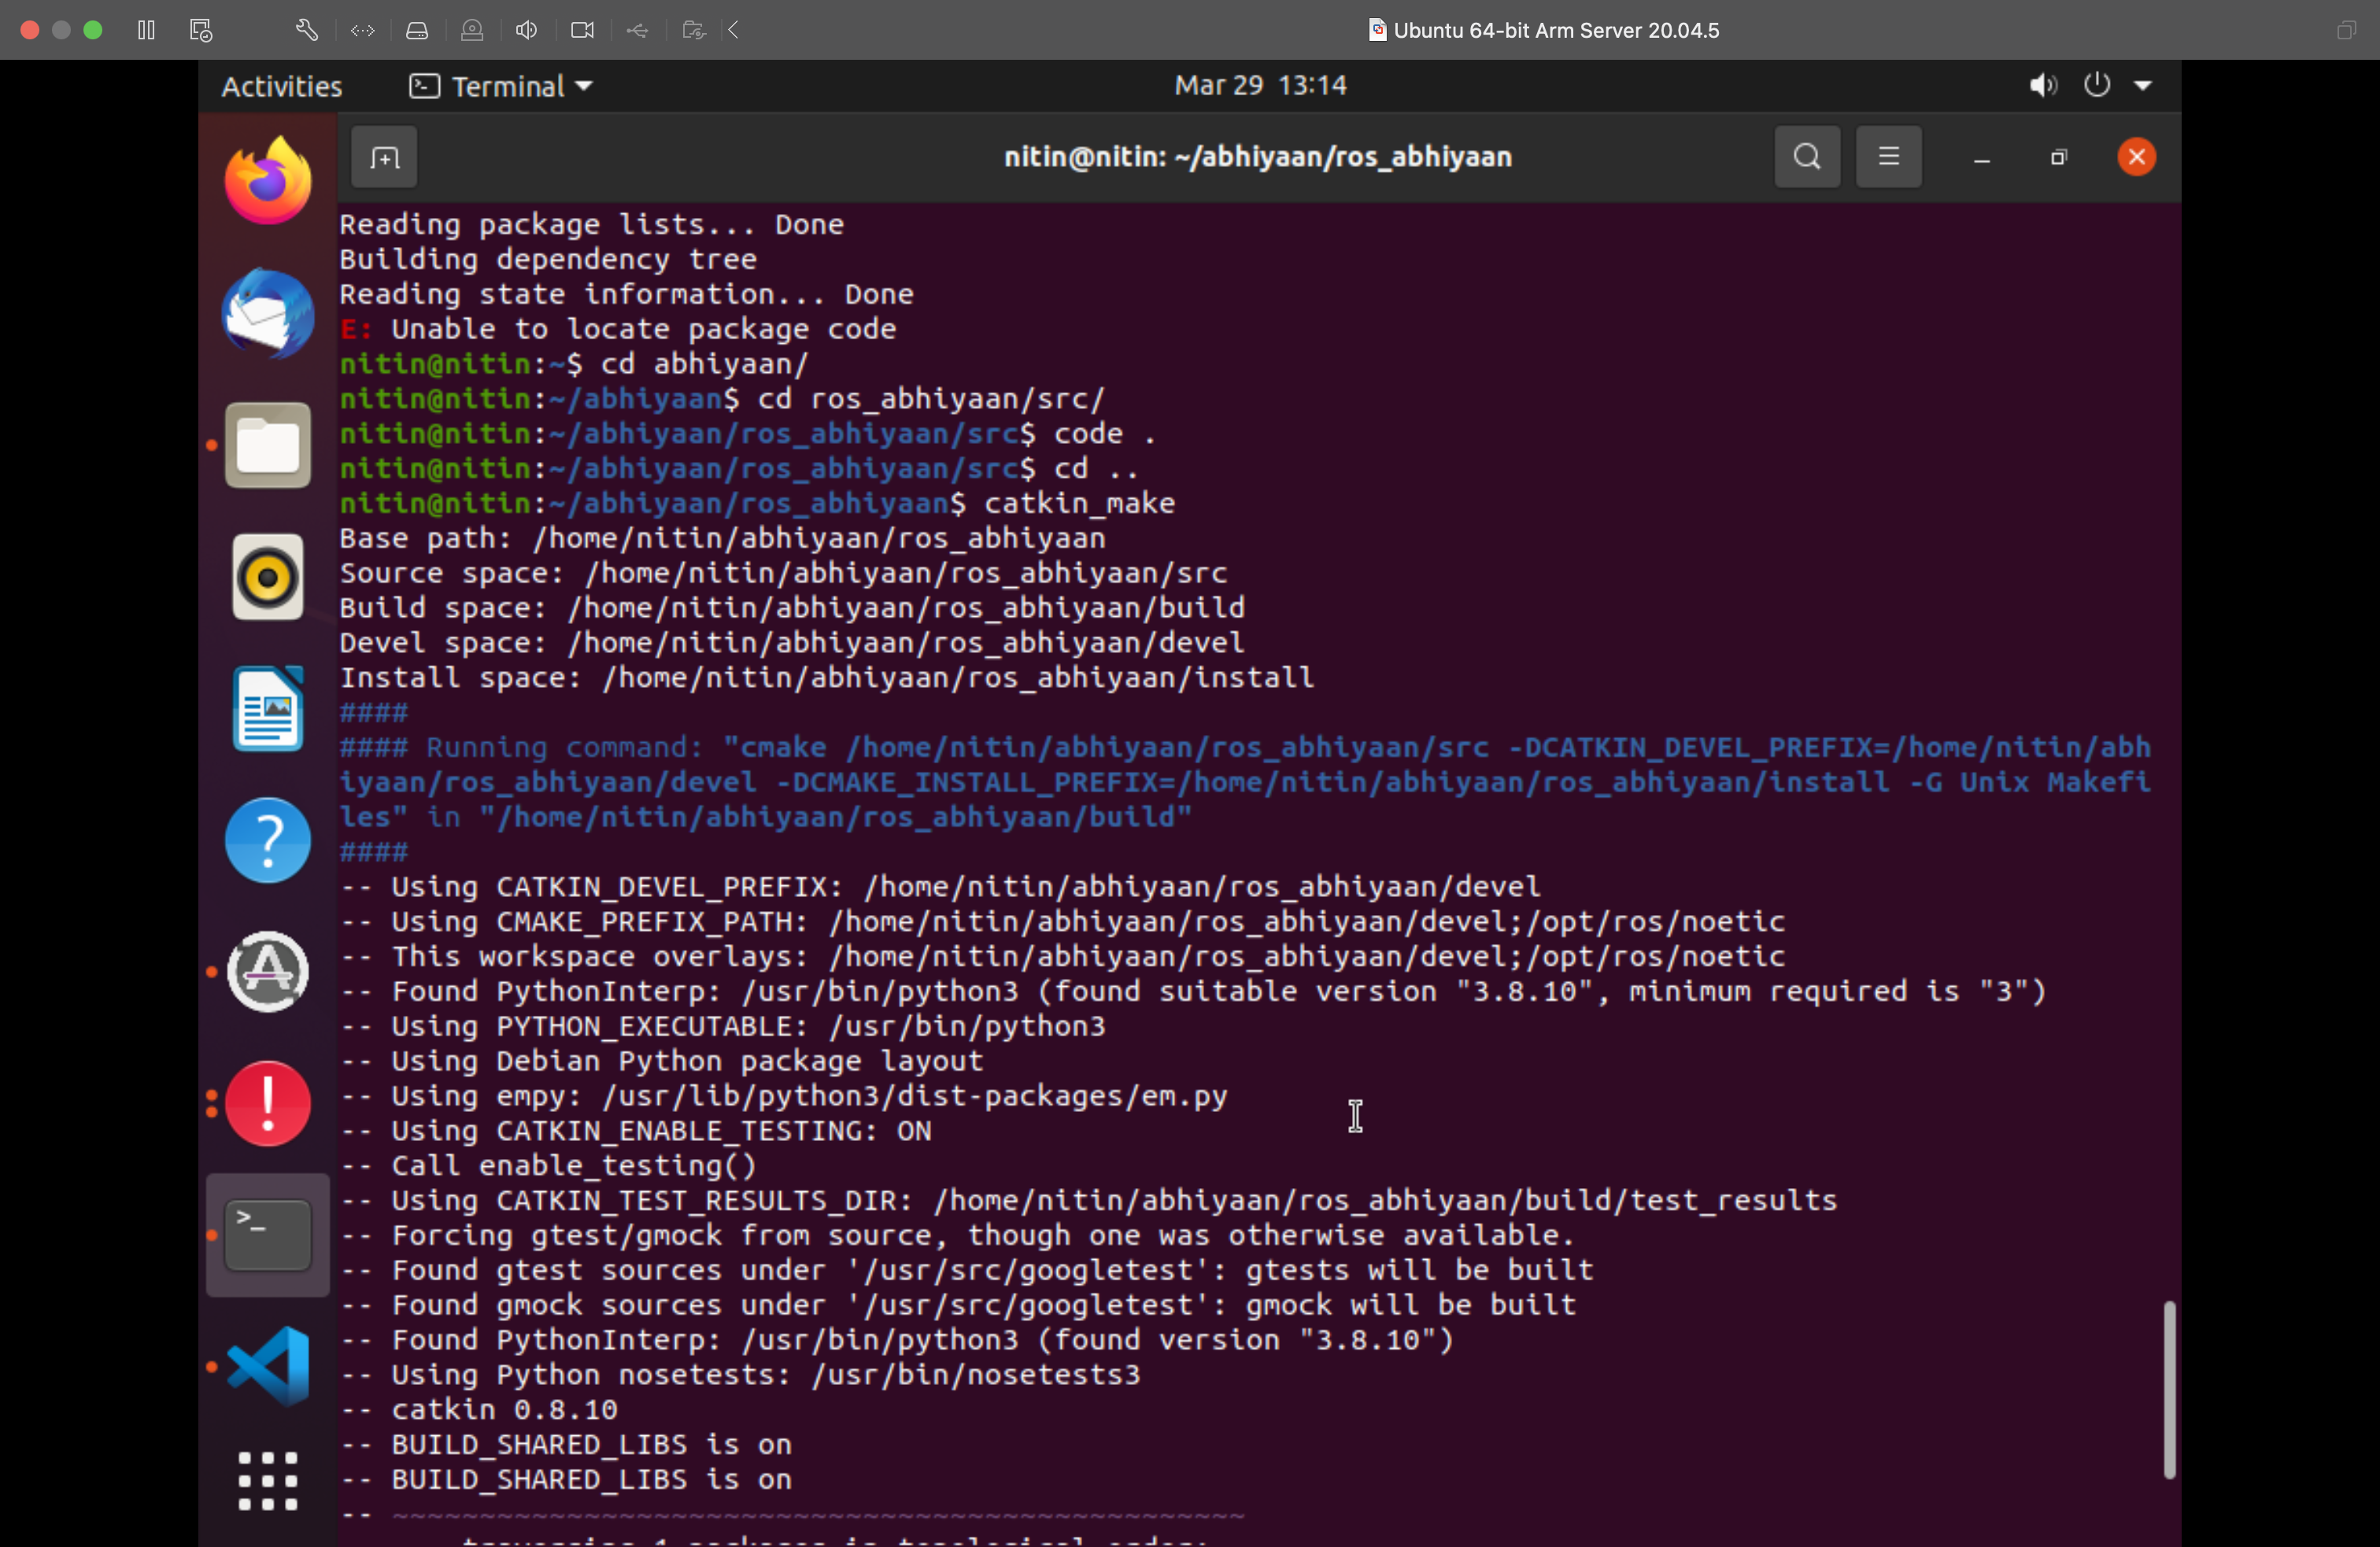 Ubuntu 64-bit Arm Server 20.04.5
Activities
Terminal
Mar 29 13:14
nitin@nitin: ~/abhiyaan/ros_abhiyaan
Reading package lists... Done
Building dependency tree
Reading state information... Done
E: Unable to locate package code
nitin@nitin:~$ cd abhiyaan/
nitin@nitin:~/abhiyaan$ cd ros_abhiyaan/src/
nitin@nitin:~/abhiyaan/ros_abhiyaan/src$ code .
nitin@nitin:~/abhiyaan/ros_abhiyaan/src$ cd ..
nitin@nitin:~/abhiyaan/ros_abhiyaan$ catkin_make
Base path: /home/nitin/abhiyaan/ros_abhiyaan
Source space: /home/nitin/abhiyaan/ros_abhiyaan/src
Build space: /home/nitin/abhiyaan/ros_abhiyaan/build
Devel space: /home/nitin/abhiyaan/ros_abhiyaan/devel
Install space: /home/nitin/abhiyaan/ros_abhiyaan/install
####
#### Running command: "cmake /home/nitin/abhiyaan/ros_abhiyaan/src -DCATKIN_DEVEL_PREFIX=/home/nitin/abh
iyaan/ros_abhiyaan/devel -DCMAKE_INSTALL_PREFIX=/home/nitin/abhiyaan/ros_abhiyaan/install -G Unix Makefi
les" in "/home/nitin/abhiyaan/ros_abhiyaan/build"
####
-- Using CATKIN_DEVEL_PREFIX: /home/nitin/abhiyaan/ros_abhiyaan/devel
-- Using CMAKE_PREFIX_PATH: /home/nitin/abhiyaan/ros_abhiyaan/devel;/opt/ros/noetic
-- This workspace overlays: /home/nitin/abhiyaan/ros_abhiyaan/devel;/opt/ros/noetic
-- Found PythonInterp: /usr/bin/python3 (found suitable version "3.8.10", minimum required is "3")
-- Using PYTHON_EXECUTABLE: /usr/bin/python3
-- Using Debian Python package layout
-- Using empy: /usr/lib/python3/dist-packages/em.py
-- Using CATKIN_ENABLE_TESTING: ON
-- Call enable_testing()
-- Using CATKIN_TEST_RESULTS_DIR: /home/nitin/abhiyaan/ros_abhiyaan/build/test_results
-- Forcing gtest/gmock from source, though one was otherwise available.
-- Found gtest sources under '/usr/src/googletest': gtests will be built
-- Found gmock sources under '/usr/src/googletest': gmock will be built
-- Found PythonInterp: /usr/bin/python3 (found version "3.8.10")
-- Using Python nosetests: /usr/bin/nosetests3
-- catkin 0.8.10
-- BUILD_SHARED_LIBS is on
-- BUILD_SHARED_LIBS is on
-- ~~~~~~~~~~~~~~~~~~~~~~~~~~~~~~~~~~~~~~~~~~~~~~~~~